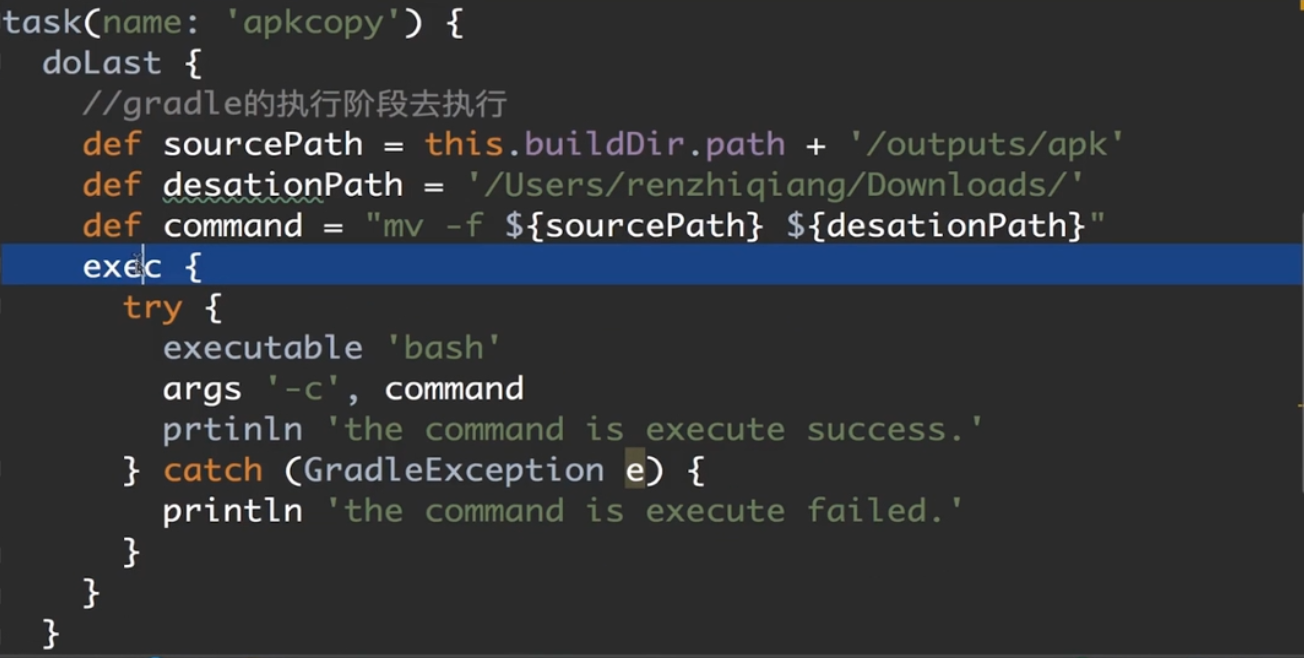 task(name: 'apkcopy') {
doLast {
//gradle的执行阶段去执行
def sourcePath = this.buildDir.path + '/outputs/apk'
def desationPath = '/Users/renzhiqiang/Downloads/'
def command = "mv -f ${sourcePath} ${desationPath}"
exec {
try {
executable 'bash'
args '-c', command
prtinln 'the command is execute success.'
} catch (GradleException e) {
println 'the command is execute failed.'
}
}
}